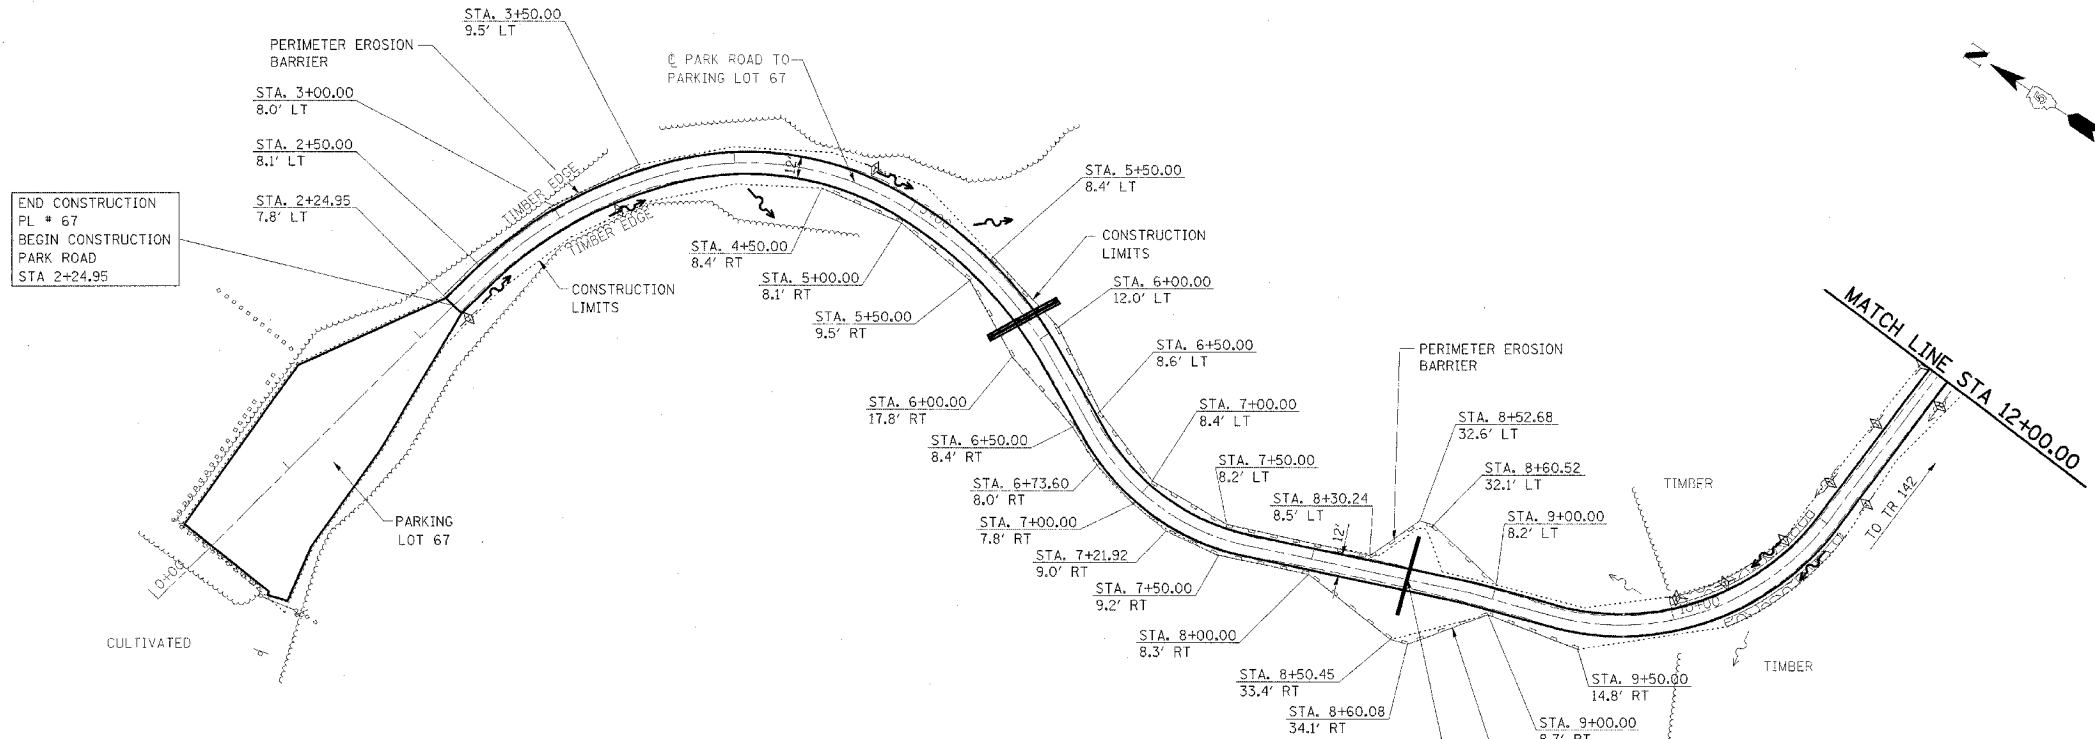 STA. 3+50.00
9.5' LT
PERIMETER EROSION
BARRIER
℄ PARK ROAD TO
PARKING LOT 67
STA. 3+00.00
8.0' LT
STA. 2+50.00
8.1' LT
STA. 2+24.95
7.8' LT
END CONSTRUCTION
PL # 67
BEGIN CONSTRUCTION
PARK ROAD
STA 2+24.95
TIMBER EDGE
TIMBER EDGE
12'
N
STA. 5+50.00
8.4' LT
5+00
STA. 4+50.00
8.4' RT
STA. 5+00.00
8.1' RT
STA. 5+50.00
9.5' RT
CONSTRUCTION
LIMITS
CONSTRUCTION
LIMITS
STA. 6+00.00
12.0' LT
STA. 6+50.00
8.6' LT
PERIMETER EROSION
BARRIER
MATCH LINE STA 12+00.00
STA. 6+00.00
17.8' RT
STA. 7+00.00
8.4' LT
STA. 8+52.68
32.6' LT
STA. 6+50.00
8.4' RT
STA. 7+50.00
8.2' LT
STA. 8+60.52
32.1' LT
STA. 6+73.60
8.0' RT
STA. 8+30.24
8.5' LT
12'
STA. 9+00.00
8.2' LT
TIMBER
TO TR 142
STA. 7+00.00
7.8' RT
STA. 7+21.92
9.0' RT
STA. 7+50.00
9.2' RT
STA. 8+00.00
8.3' RT
PARKING
LOT 67
0+00
CULTIVATED
10+00
TIMBER
STA. 8+50.45
33.4' RT
STA. 9+50.00
14.8' RT
STA. 8+60.08
34.1' RT
STA. 9+00.00
8.7' RT